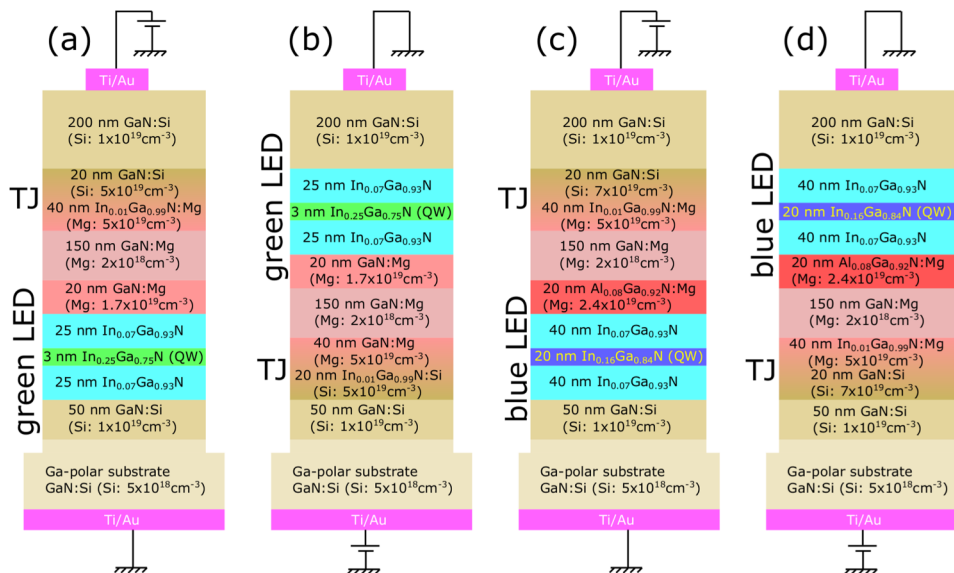 (a)
Ti/Au
200 nm GaN:Si
(Si: 1x10¹⁹cm⁻³)
TJ
20 nm GaN:Si
(Si: 5x10¹⁹cm⁻³)
40 nm In₀.₀₁Ga₀.₉₉N:Mg
(Mg: 5x10¹⁹cm⁻³)
150 nm GaN:Mg
(Mg: 2x10¹⁸cm⁻³)
20 nm GaN:Mg
(Mg: 1.7x10¹⁹cm⁻³)
green LED
25 nm In₀.₀₇Ga₀.₉₃N
3 nm In₀.₂₅Ga₀.₇₅N (QW)
25 nm In₀.₀₇Ga₀.₉₃N
50 nm GaN:Si
(Si: 1x10¹⁹cm⁻³)
Ga-polar substrate
GaN:Si (Si: 5x10¹⁸cm⁻³)
Ti/Au
(b)
Ti/Au
200 nm GaN:Si
(Si: 1x10¹⁹cm⁻³)
green LED
25 nm In₀.₀₇Ga₀.₉₃N
3 nm In₀.₂₅Ga₀.₇₅N (QW)
25 nm In₀.₀₇Ga₀.₉₃N
20 nm GaN:Mg
(Mg: 1.7x10¹⁹cm⁻³)
150 nm GaN:Mg
(Mg: 2x10¹⁸cm⁻³)
TJ
40 nm GaN:Mg
(Mg: 5x10¹⁹cm⁻³)
20 nm In₀.₀₁Ga₀.₉₉N:Si
(Si: 5x10¹⁹cm⁻³)
50 nm GaN:Si
(Si: 1x10¹⁹cm⁻³)
Ga-polar substrate
GaN:Si (Si: 5x10¹⁸cm⁻³)
Ti/Au
(c)
Ti/Au
200 nm GaN:Si
(Si: 1x10¹⁹cm⁻³)
TJ
20 nm GaN:Si
(Si: 7x10¹⁹cm⁻³)
40 nm In₀.₀₁Ga₀.₉₉N:Mg
(Mg: 5x10¹⁹cm⁻³)
150 nm GaN:Mg
(Mg: 2x10¹⁸cm⁻³)
20 nm Al₀.₀₈Ga₀.₉₂N:Mg
(Mg: 2.4x10¹⁹cm⁻³)
blue LED
40 nm In₀.₀₇Ga₀.₉₃N
20 nm In₀.₁₆Ga₀.₈₄N (QW)
40 nm In₀.₀₇Ga₀.₉₃N
50 nm GaN:Si
(Si: 1x10¹⁹cm⁻³)
Ga-polar substrate
GaN:Si (Si: 5x10¹⁸cm⁻³)
Ti/Au
(d)
Ti/Au
200 nm GaN:Si
(Si: 1x10¹⁹cm⁻³)
blue LED
40 nm In₀.₀₇Ga₀.₉₃N
20 nm In₀.₁₆Ga₀.₈₄N (QW)
40 nm In₀.₀₇Ga₀.₉₃N
20 nm Al₀.₀₈Ga₀.₉₂N:Mg
(Mg: 2.4x10¹⁹cm⁻³)
150 nm GaN:Mg
(Mg: 2x10¹⁸cm⁻³)
TJ
40 nm In₀.₀₁Ga₀.₉₉N:Mg
(Mg: 5x10¹⁹cm⁻³)
20 nm GaN:Si
(Si: 7x10¹⁹cm⁻³)
50 nm GaN:Si
(Si: 1x10¹⁹cm⁻³)
Ga-polar substrate
GaN:Si (Si: 5x10¹⁸cm⁻³)
Ti/Au